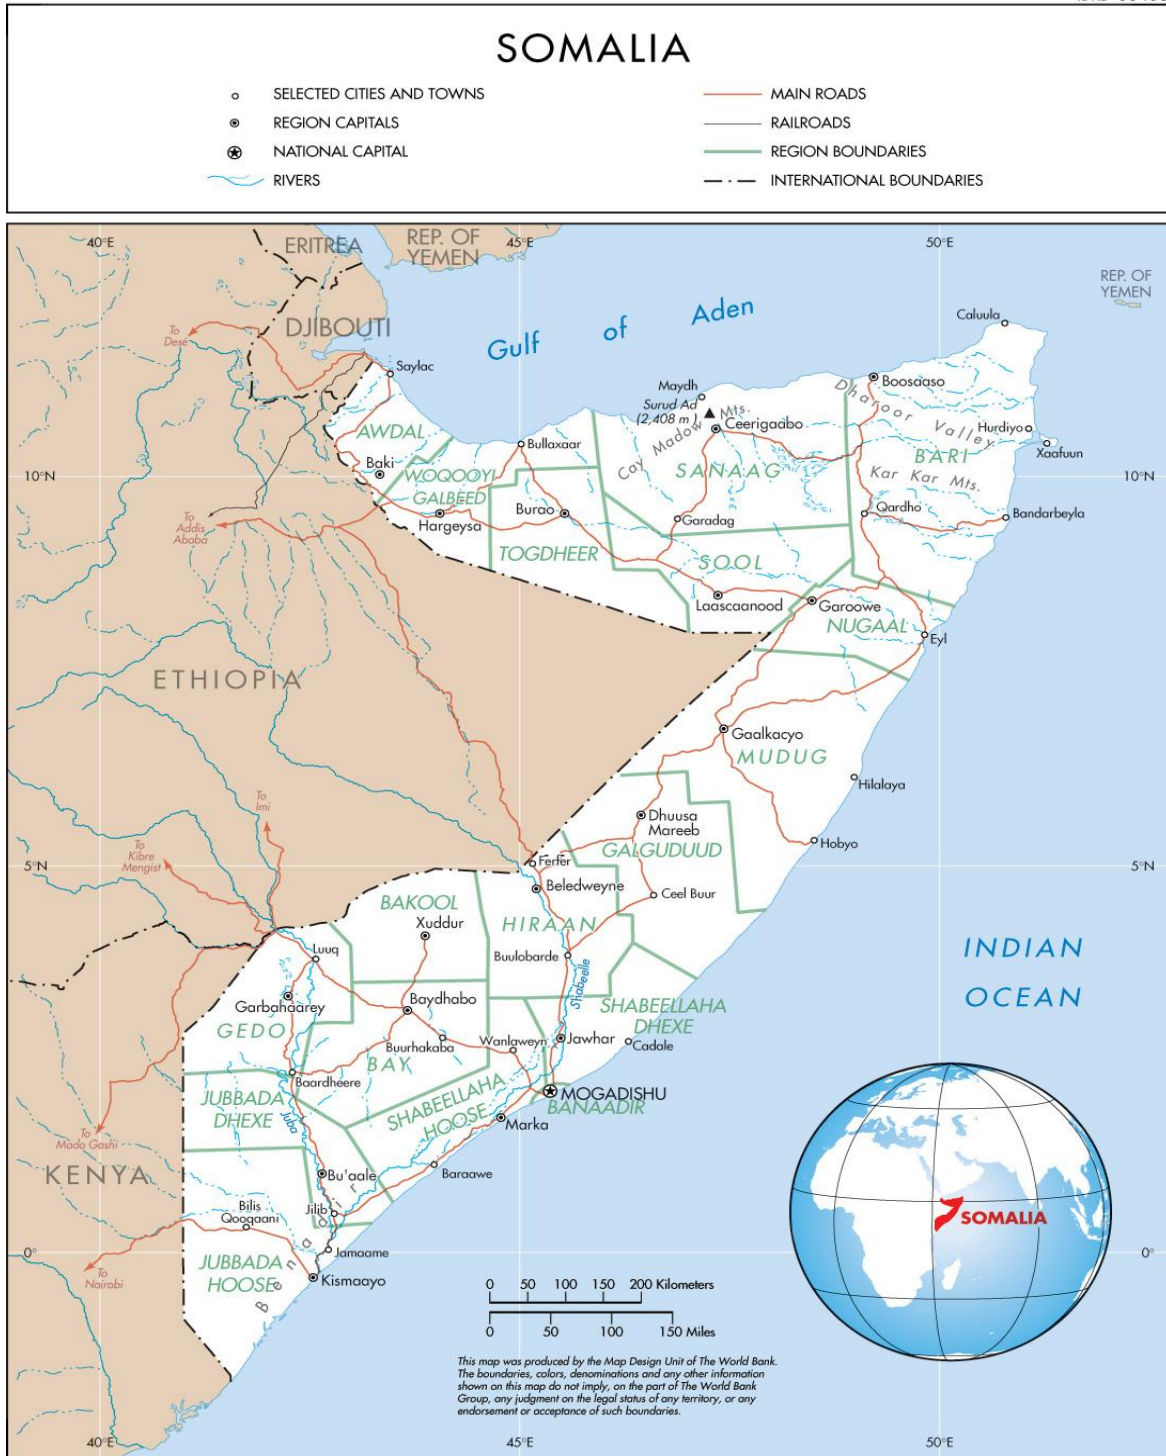 SOMALIA
SELECTED CITIES AND TOWNS
REGION CAPITALS
NATIONAL CAPITAL
RIVERS
MAIN ROADS
RAILROADS
REGION BOUNDARIES
INTERNATIONAL BOUNDARIES
40°E
45°E
50°E
ERITREA
REP. OF
YEMEN
REP. OF
YEMEN
DJIBOUTI
Gulf of Aden
To
Dese
Caluula
Saylac
Boosaaso
Maydh
Surud Ad
(2,408 m)
Cay Madow Mts.
Ceerigaabo
Dharoor Valley
Hurdiyo
Xaafuun
AWDAL
Bullaxaar
Baki
WOQOOYI
GALBEED
SANAAG
BARI
Kar Kar Mts.
10°N
10°N
To
Addis
Ababa
Hargeysa
Burao
Garadag
Qardho
Bandarbeyla
TOGDHEER
SOOL
Laascaanood
Garoowe
NUGAAL
Eyl
ETHIOPIA
Gaalkacyo
MUDUG
Hilalaya
To
Imi
Dhuusa
Mareeb
GALGUDUUD
Hobyo
To
Kibre
Mengist
5°N
5°N
Ferfer
Beledweyne
Ceel Buur
BAKOOL
Xuddur
HIRAAN
Luuq
Buulobarde
Shabeelle
INDIAN
OCEAN
Garbahaarey
Baydhabo
SHABEELLAHA
DHEXE
GEDO
Buurhakaba
Wanlaweyn
Jawhar
Cadale
BAY
Baardheere
MOGADISHU
BANAADIR
JUBBADA
DHEXE
Juba
SHABEELLAHA
HOOSE
Marka
To
Mado Gashi
KENYA
Bu'aale
Baraawe
Bilis
Qooqaani
Jilib
Benadir
SOMALIA
0°
0°
Jamaame
JUBBADA
HOOSE
To
Nairobi
Kismaayo
0 50 100 150 200 Kilometers
0 50 100 150 Miles
This map was produced by the Map Design Unit of The World Bank.
The boundaries, colors, denominations and any other information
shown on this map do not imply, on the part of The World Bank
Group, any judgment on the legal status of any territory, or any
endorsement or acceptance of such boundaries.
40°E
45°E
50°E